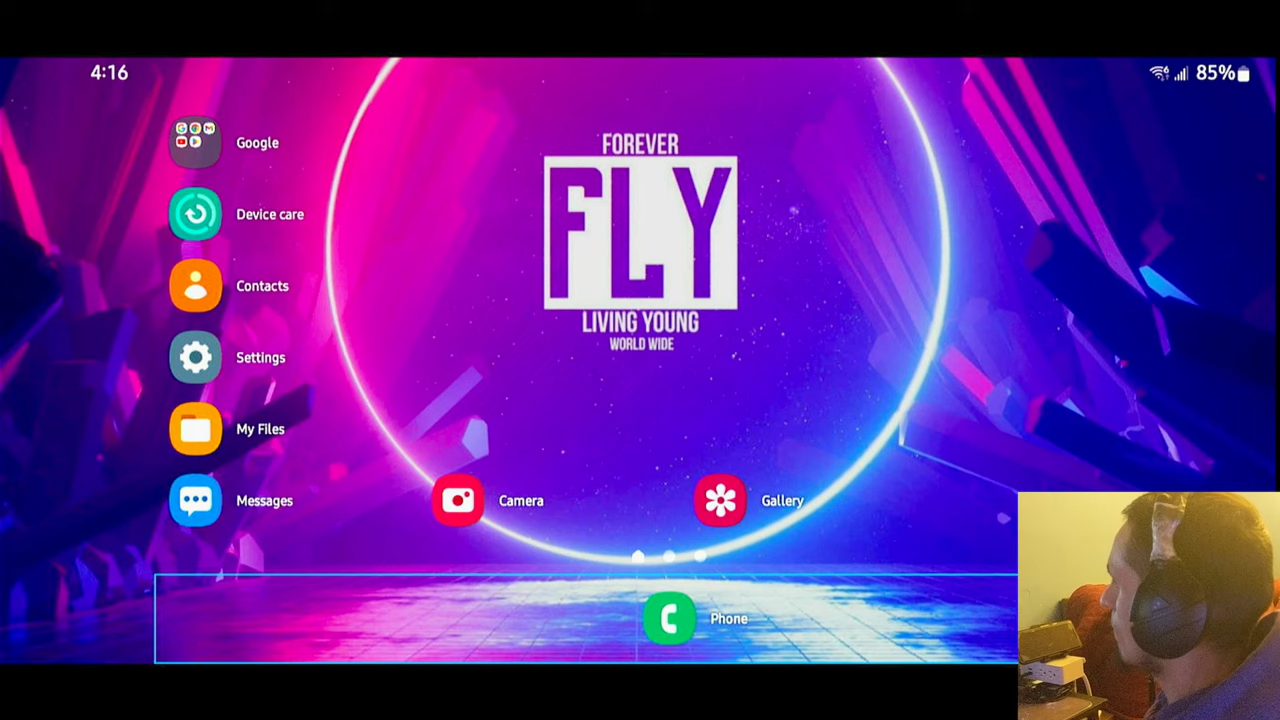 4:16
85%
Google
FOREVER
FLY
LIVING YOUNG
WORLD WIDE
Device care
Contacts
Settings
My Files
Messages
Camera
Gallery
Phone